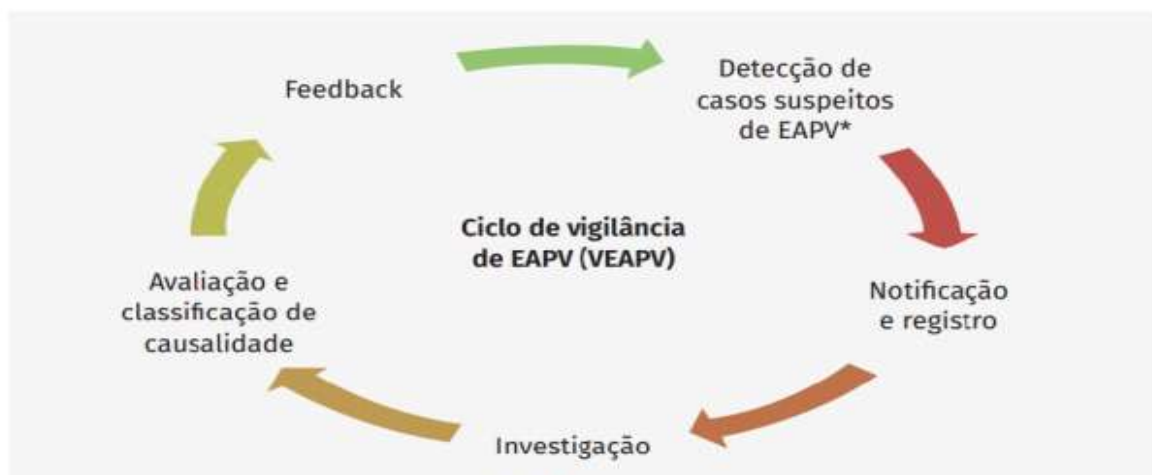 Feedback
Detecção de
casos suspeitos
de EAPV*
Ciclo de vigilância
de EAPV (VEAPV)
Notificação
e registro
Avaliação e
classificação de
causalidade
Investigação